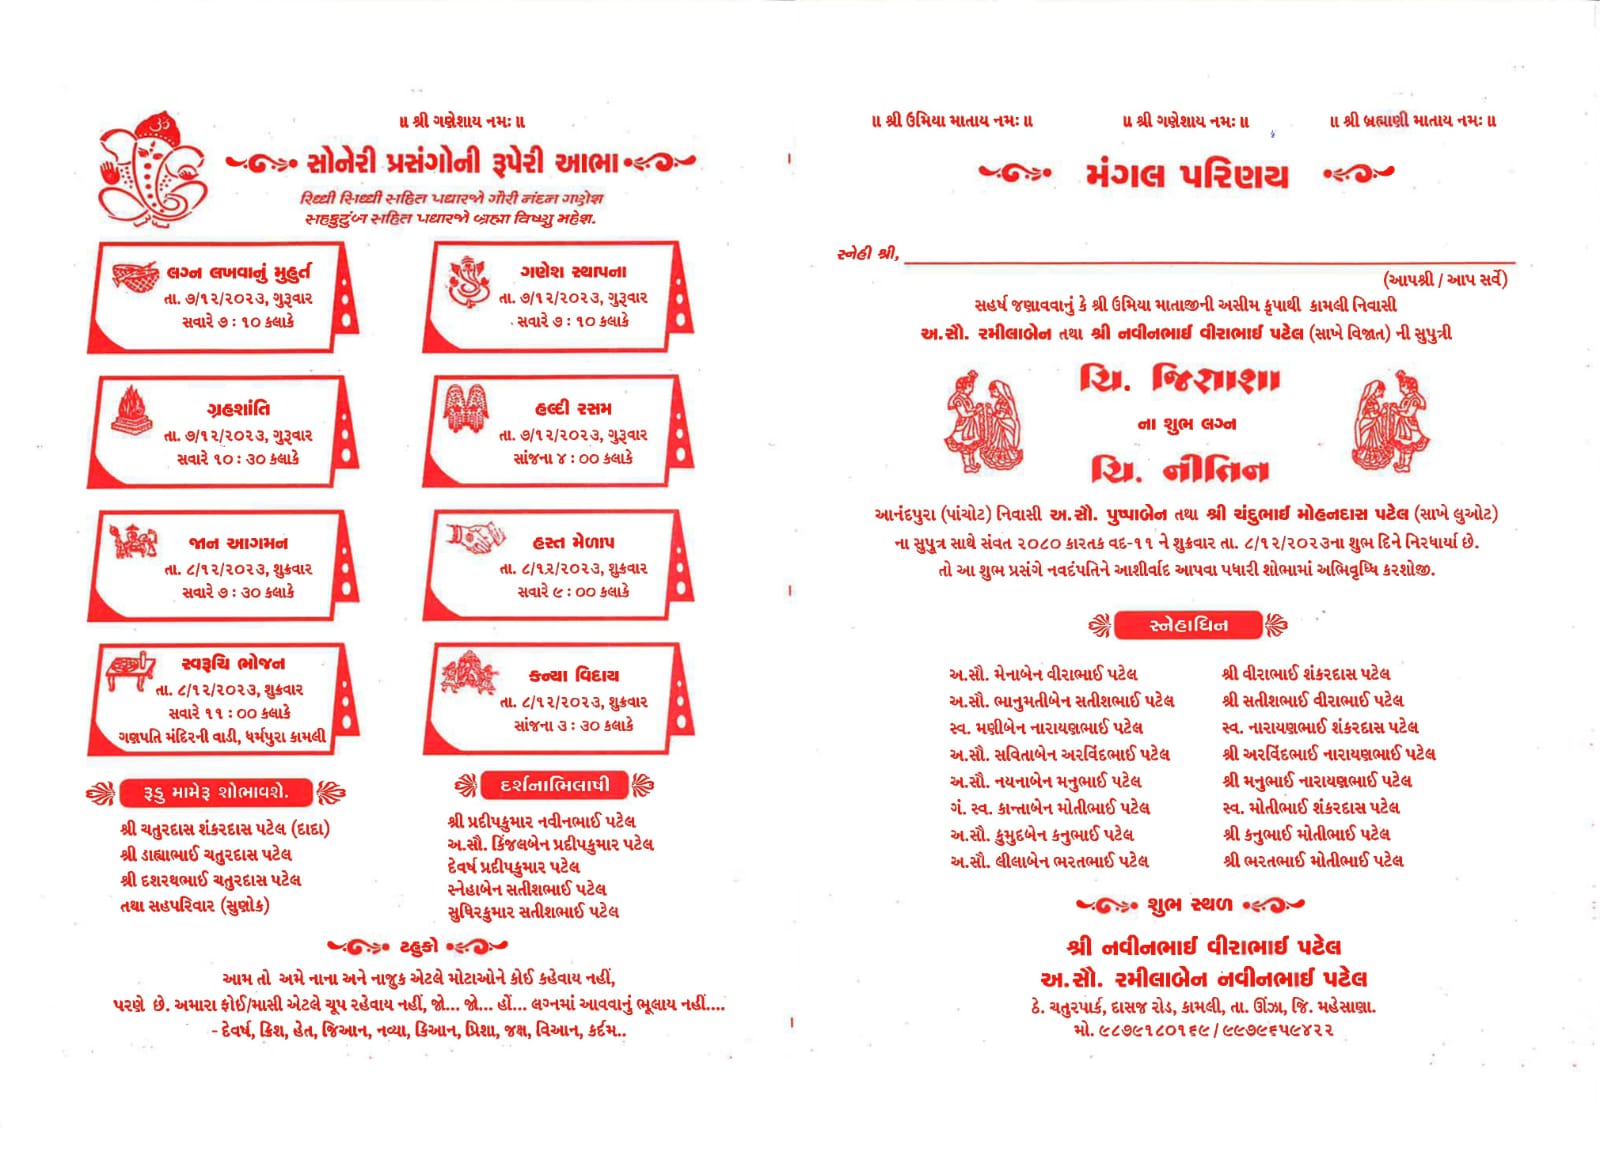 ॥ શ્રી ગણેશાય નમઃ ॥
સોનેરી પ્રસંગોની રૂપેરી આભા
રિધ્ધી સિધ્ધી સહિત પધારજો ગૌરી નંદન ગણેશ
સહકુટુંબ સહિત પધારજો બ્રહ્મા વિષ્ણુ મહેશ.
લગ્ન લખવાનું મુહુર્ત
તા. ૭/૧૨/૨૦૨૩, ગુરૂવાર
સવારે ૭ : ૧૦ કલાકે
ગણેશ સ્થાપના
તા. ૭/૧૨/૨૦૨૩, ગુરૂવાર
સવારે ૭ : ૧૦ કલાકે
ગ્રહશાંતિ
તા. ૭/૧૨/૨૦૨૩, ગુરૂવાર
સવારે ૧૦ : ૩૦ કલાકે
હલ્દી રસમ
તા. ૭/૧૨/૨૦૨૩, ગુરૂવાર
સાંજના ૪ : ૦૦ કલાકે
જાન આગમન
તા. ૮/૧૨/૨૦૨૩, શુક્રવાર
સવારે ૭ : ૩૦ કલાકે
હસ્ત મેળાપ
તા. ૮/૧૨/૨૦૨૩, શુક્રવાર
સવારે ૯ : ૦૦ કલાકે
સ્વરૂચિ ભોજન
તા. ૮/૧૨/૨૦૨૩, શુક્રવાર
સવારે ૧૧ : ૦૦ કલાકે
ગણપતિ મંદિરની વાડી, ધર્મપુરા કામલી
કન્યા વિદાય
તા. ૮/૧૨/૨૦૨૩, શુક્રવાર
સાંજના ૩ : ૩૦ કલાકે
રૂડુ મામેરૂ શોભાવશે.
શ્રી ચતુરદાસ શંકરદાસ પટેલ (દાદા)
શ્રી ડાહ્યાભાઈ ચતુરદાસ પટેલ
શ્રી દશરથભાઈ ચતુરદાસ પટેલ
તથા સહપરિવાર (સુણોક)
દર્શનાભિલાષી
શ્રી પ્રદીપકુમાર નવીનભાઈ પટેલ
અ.સૌ. કિંજલબેન પ્રદીપકુમાર પટેલ
દેવર્ષ પ્રદીપકુમાર પટેલ
સ્નેહાબેન સતીશભાઈ પટેલ
સુધિરકુમાર સતીશભાઈ પટેલ
ટહુકો
આમ તો અમે નાના અને નાજુક એટલે મોટાઓને કોઈ કહેવાય નહીં,
પરણે છે. અમારા ફોઈ/માસી એટલે ચૂપ રહેવાય નહીં, જો... જો... હોં... લગ્નમાં આવવાનું ભૂલાય નહીં....
- દેવર્ષ, ક્રિશ, હેત, જિઆન, નવ્યા, ક્રિઆન, પ્રિશા, જક્ષ, વિઆન, કર્દમ..
॥ શ્રી ઉમિયા માતાય નમઃ ॥ ॥ શ્રી ગણેશાય નમઃ ॥ ॥ શ્રી બ્રહ્માણી માતાય નમઃ ॥
મંગલ પરિણય
સ્નેહી શ્રી,
(આપશ્રી / આપ સર્વે)
સહર્ષ જણાવવાનું કે શ્રી ઉમિયા માતાજીની અસીમ કૃપાથી કામલી નિવાસી
અ.સૌ. રમીલાબેન તથા શ્રી નવીનભાઈ વીરાભાઈ પટેલ (સાખે વિજાત) ની સુપુત્રી
ચિ. જિજ્ઞાશા
ના શુભ લગ્ન
ચિ. નીતિન
આનંદપુરા (પાંચોટ) નિવાસી અ.સૌ. પુષ્પાબેન તથા શ્રી ચંદુભાઈ મોહનદાસ પટેલ (સાખે લુઓટ)
ના સુપુત્ર સાથે સંવત ૨૦૮૦ કારતક વદ-૧૧ ને શુક્રવાર તા. ૮/૧૨/૨૦૨૩ના શુભ દિને નિરધાર્યા છે.
તો આ શુભ પ્રસંગે નવદંપતિને આશીર્વાદ આપવા પધારી શોભામાં અભિવૃધ્ધિ કરશોજી.
સ્નેહાધિન
અ.સૌ. મેનાબેન વીરાભાઈ પટેલ
અ.સૌ. ભાનુમતીબેન સતીશભાઈ પટેલ
સ્વ. મણીબેન નારાયણભાઈ પટેલ
અ.સૌ. સવિતાબેન અરવિંદભાઈ પટેલ
અ.સૌ. નયનાબેન મનુભાઈ પટેલ
ગં. સ્વ. કાન્તાબેન મોતીભાઈ પટેલ
અ.સૌ. કુમુદબેન કનુભાઈ પટેલ
અ.સૌ. લીલાબેન ભરતભાઈ પટેલ
શ્રી વીરાભાઈ શંકરદાસ પટેલ
શ્રી સતીશભાઈ વીરાભાઈ પટેલ
સ્વ. નારાયણભાઈ શંકરદાસ પટેલ
શ્રી અરવિંદભાઈ નારાયણભાઈ પટેલ
શ્રી મનુભાઈ નારાયણભાઈ પટેલ
સ્વ. મોતીભાઈ શંકરદાસ પટેલ
શ્રી કનુભાઈ મોતીભાઈ પટેલ
શ્રી ભરતભાઈ મોતીભાઈ પટેલ
શુભ સ્થળ
શ્રી નવીનભાઈ વીરાભાઈ પટેલ
અ.સૌ. રમીલાબેન નવીનભાઈ પટેલ
ઠે. ચતુરપાર્ક, દાસજ રોડ, કામલી, તા. ઊંઝા, જિ. મહેસાણા.
મો. ૯૮૭૯૧૮૦૧૬૯ / ૯૯૭૯૬૫૯૪૨૨